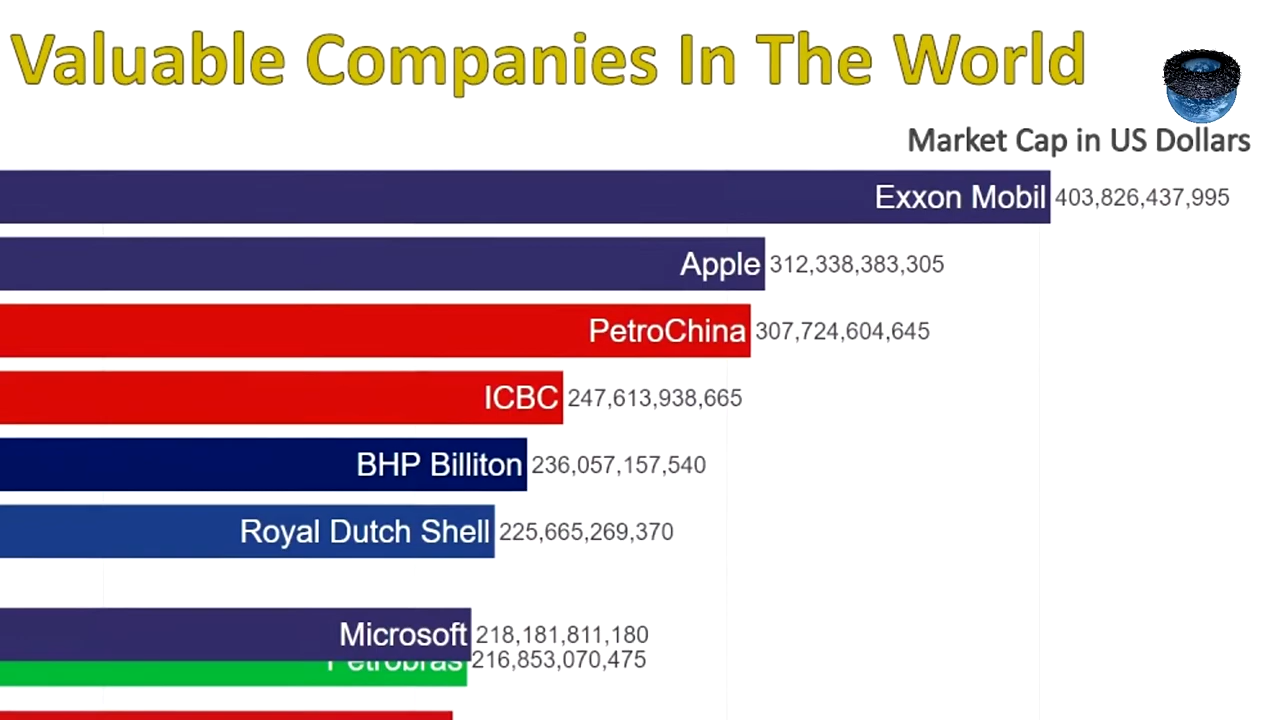 Valuable Companies In The World
Market Cap in US Dollars
Exxon Mobil 403,826,437,995
Apple 312,338,383,305
PetroChina 307,724,604,645
ICBC 247,613,938,665
BHP Billiton 236,057,157,540
Royal Dutch Shell 225,665,269,370
Microsoft 218,181,811,180
Petrobras 216,853,070,475